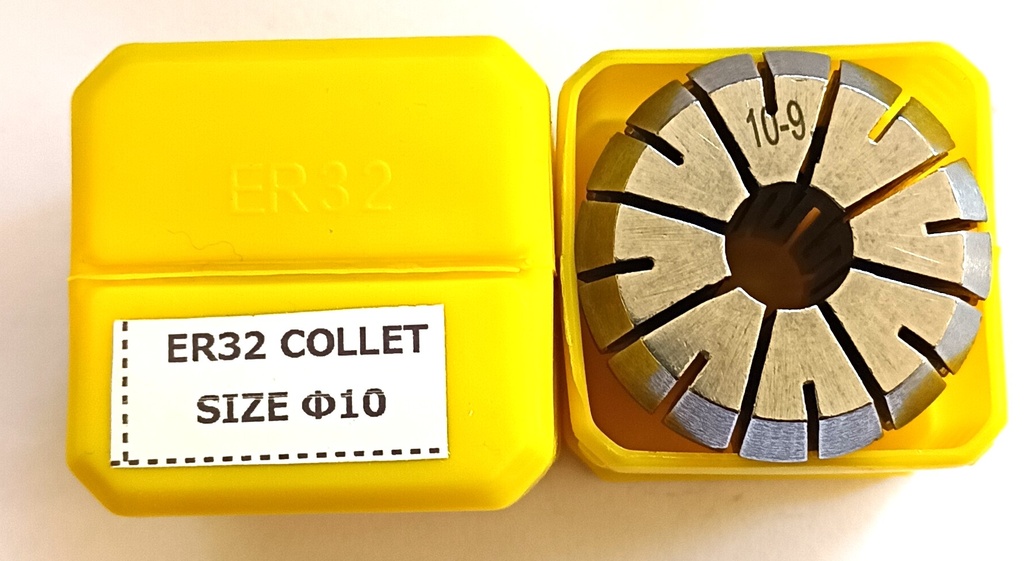 ER32
ER32 COLLET
SIZE Φ10
10-9